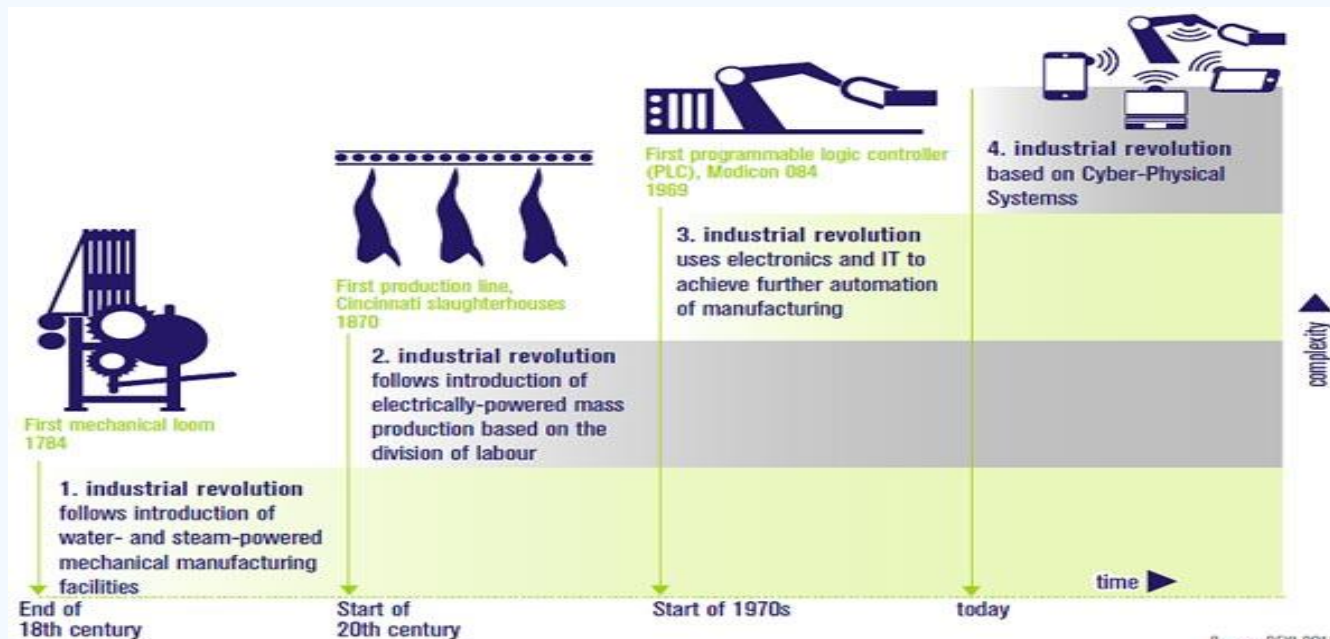 First mechanical loom
1784
1. industrial revolution
follows introduction of
water- and steam-powered
mechanical manufacturing
facilities
End of
18th century
First production line,
Cincinnati slaughterhouses
1870
2. industrial revolution
follows introduction of
electrically-powered mass
production based on the
division of labour
Start of
20th century
First programmable logic controller
(PLC), Modicon 084
1969
3. industrial revolution
uses electronics and IT to
achieve further automation
of manufacturing
Start of 1970s
4. industrial revolution
based on Cyber-Physical
Systemss
today
time
complexity